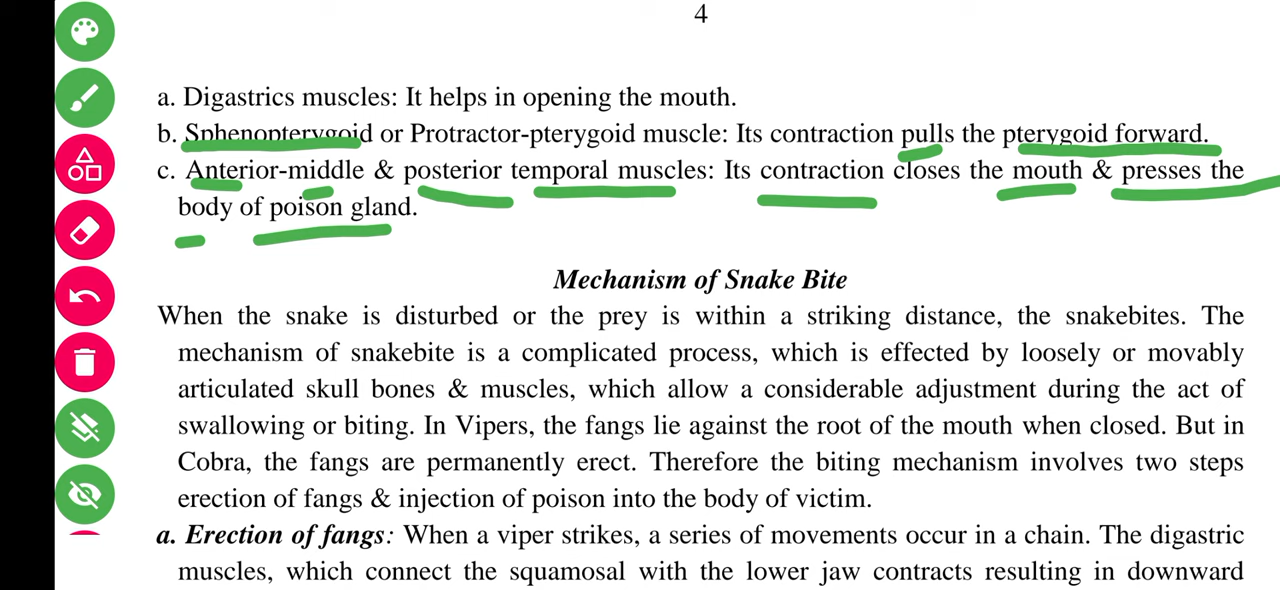 4
a. Digastrics muscles: It helps in opening the mouth.
b. Sphenopterygoid or Protractor-pterygoid muscle: Its contraction pulls the pterygoid forward.
c. Anterior-middle & posterior temporal muscles: Its contraction closes the mouth & presses the
body of poison gland.
Mechanism of Snake Bite
When the snake is disturbed or the prey is within a striking distance, the snakebites. The
mechanism of snakebite is a complicated process, which is effected by loosely or movably
articulated skull bones & muscles, which allow a considerable adjustment during the act of
swallowing or biting. In Vipers, the fangs lie against the root of the mouth when closed. But in
Cobra, the fangs are permanently erect. Therefore the biting mechanism involves two steps
erection of fangs & injection of poison into the body of victim.
a. Erection of fangs: When a viper strikes, a series of movements occur in a chain. The digastric
muscles, which connect the squamosal with the lower jaw contracts resulting in downward